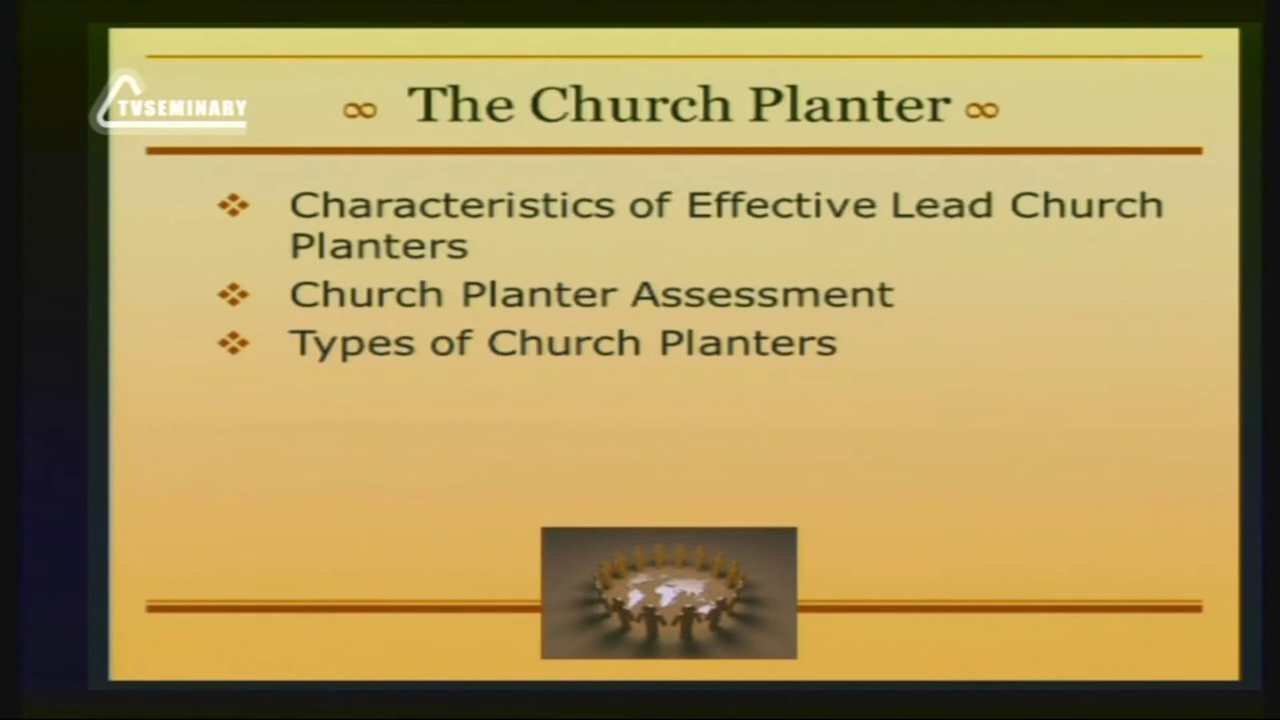 TVSEMINARY
∞ The Church Planter ∞
❖ Characteristics of Effective Lead Church
Planters
❖ Church Planter Assessment
❖ Types of Church Planters